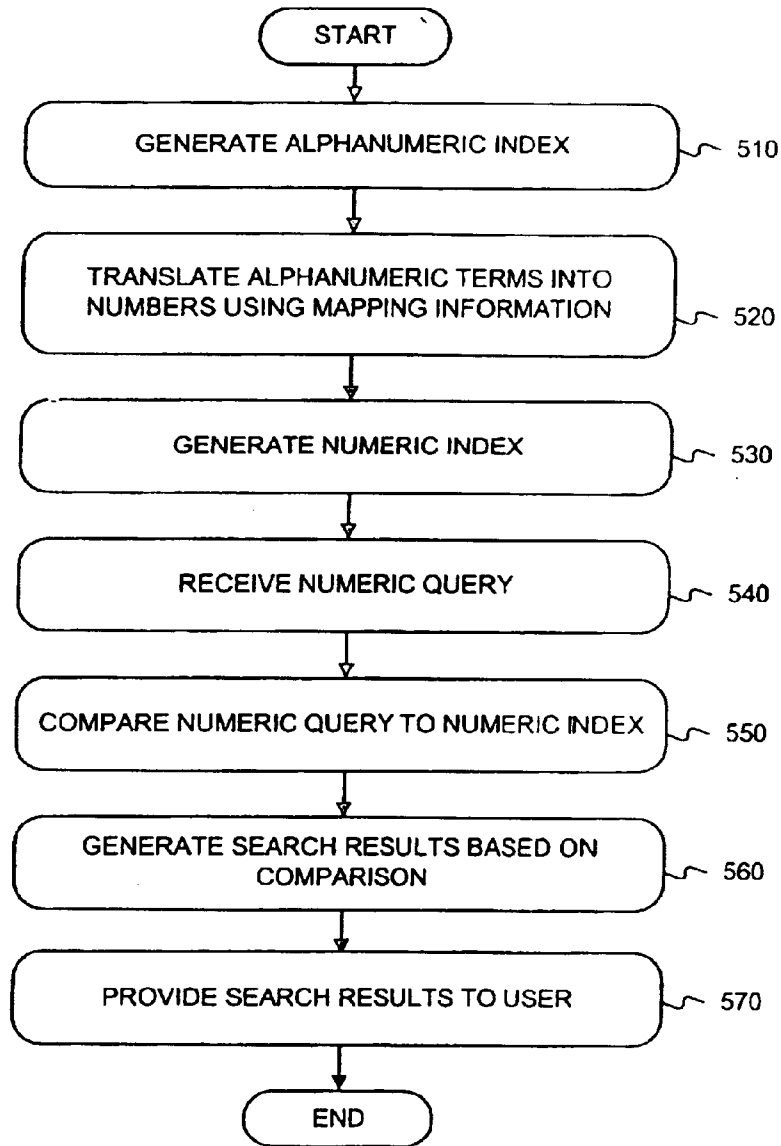 START
GENERATE ALPHANUMERIC INDEX
510
TRANSLATE ALPHANUMERIC TERMS INTO
NUMBERS USING MAPPING INFORMATION
520
GENERATE NUMERIC INDEX
530
RECEIVE NUMERIC QUERY
540
COMPARE NUMERIC QUERY TO NUMERIC INDEX
550
GENERATE SEARCH RESULTS BASED ON
COMPARISON
560
PROVIDE SEARCH RESULTS TO USER
570
END